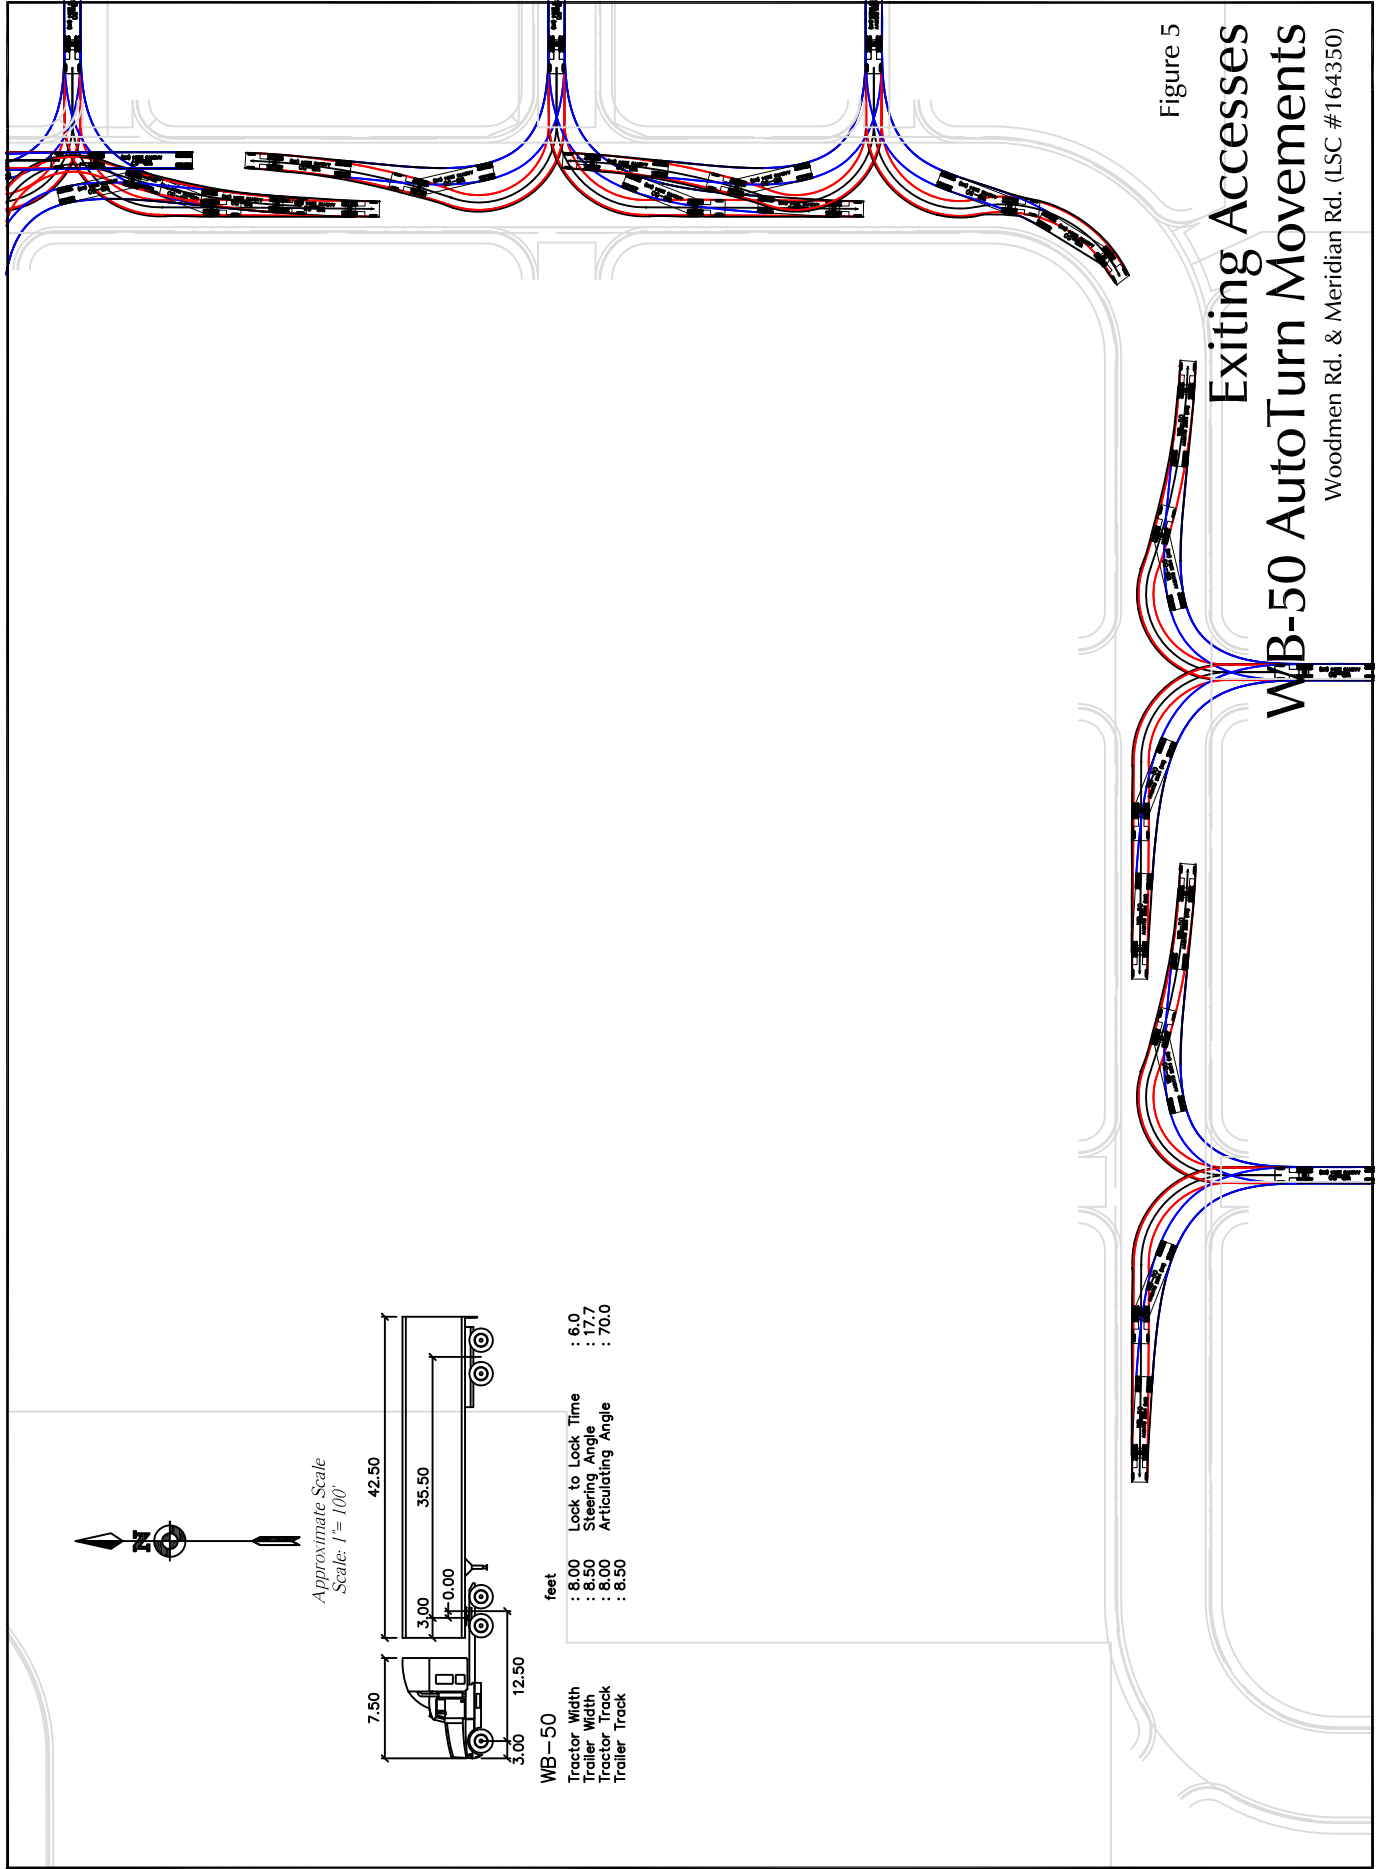 Figure 5
Exiting Accesses
WB-50 AutoTurn Movements
Woodmen Rd. & Meridian Rd. (LSC #164350)
N
Approximate Scale
Scale: 1"= 100'
7.50
42.50
3.00
35.50
0.00
3.00
12.50
WB-50
feet
Tractor Width : 8.00 Lock to Lock Time : 6.0
Trailer Width : 8.50 Steering Angle : 17.7
Tractor Track : 8.00 Articulating Angle : 70.0
Trailer Track : 8.50